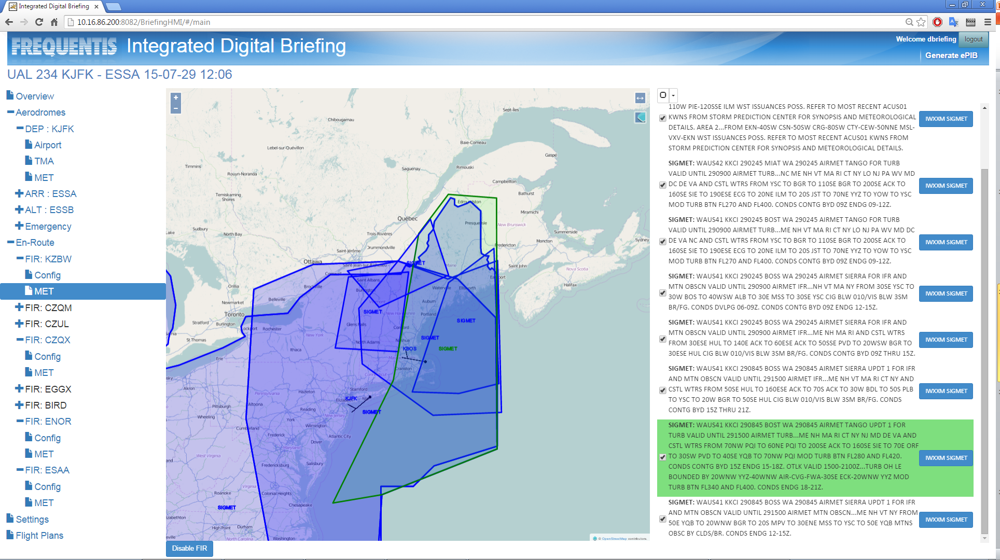 Integrated Digital Briefing
10.16.86.200:8082/BriefingHMI/#/main
FREQUENTIS Integrated Digital Briefing
Welcome dbriefing logout
Generate ePIB
UAL 234 KJFK - ESSA 15-07-29 12:06
Overview
Aerodromes
DEP : KJFK
Airport
TMA
MET
ARR : ESSA
ALT : ESSB
Emergency
En-Route
FIR: KZBW
Config
MET
FIR: CZQM
FIR: CZUL
FIR: CZQX
Config
MET
FIR: EGGX
FIR: BIRD
FIR: ENOR
Config
MET
FIR: ESAA
Config
MET
Settings
Flight Plans
+
−
Sept-Îles
Chibougamau
Baie-Comeau
Lebel-sur-Quévillon
Gaspé
Timmins
Rouyn-Noranda
Saguenay
Rimouski
Campbellton
Bathurst
Temiskaming
Shores
Edmundston
Miramichi
Québec
Presque Isle
New Brunswick
Sudbury
North Bay
Trois-Rivières
Moncton
Summerside
Sydney
Drummondville
Fredericton
Saint-Jérôme
Ottawa
Saint-Jean-sur-Richelieu
SIGMET
Maine
Saint John
Nova Scotia
Cornwall
Saint Albans
Eastport
Halifax
Orillia
Brockville
Burlington
Waterville
Ellsworth
Belleville
Newmarket
Auburn
Toronto
SIGMET
New Hampshire
Portland
Stratford
Burlington
Lockport
Rochester
Glens Falls
Concord
SIGMET
New York
St Thomas
North Adams
Nashua
SIGMET
Ithaca
KBOS
SIGMET
Erie
Cranston
Connecticut
Akron
Hazleton
Stamford
Pennsylvania
KJFK
Altoona
Pittsburgh
Reading
SIGMET
Wheeling
New Jersey
York
Cumberland
Wilmington
Maryland
Frederick
Atlantic City
Dover
West Virginia
Salisbury
Fredericksburg
Virginia
Roanoke
Colonial Heights
SIGMET
Chesapeake
High Point
Durham
North Carolina
Washington
© OpenStreetMap contributors.
Disable FIR
110W PIE-120SSE ILM WST ISSUANCES POSS. REFER TO MOST RECENT ACUS01
KWNS FROM STORM PREDICTION CENTER FOR SYNOPSIS AND METEOROLOGICAL
DETAILS. AREA 2...FROM EKN-40SW CSN-50SW CRG-80SW CTY-CEW-50NNE MSL-
VXV-EKN WST ISSUANCES POSS. REFER TO MOST RECENT ACUS01 KWNS FROM
STORM PREDICTION CENTER FOR SYNOPSIS AND METEOROLOGICAL DETAILS.
IWXXM SIGMET
SIGMET: WAUS42 KKCI 290245 MIAT WA 290245 AIRMET TANGO FOR TURB
VALID UNTIL 290900 AIRMET TURB...NC ME NH VT MA RI CT NY LO NJ PA WV MD
DC DE VA AND CSTL WTRS FROM YSC TO BGR TO 110SE BGR TO 200SE ACK TO
160SE SIE TO 190ESE ECG TO 20NE ILM TO 20S JST TO 70NE YYZ TO YOW TO YSC
MOD TURB BTN FL270 AND FL400. CONDS CONTG BYD 09Z ENDG 09-12Z.
IWXXM SIGMET
SIGMET: WAUS41 KKCI 290245 BOST WA 290245 AIRMET TANGO FOR TURB
VALID UNTIL 290900 AIRMET TURB...ME NH VT MA RI CT NY LO NJ PA WV MD DC
DE VA NC AND CSTL WTRS FROM YSC TO BGR TO 110SE BGR TO 200SE ACK TO
160SE SIE TO 190ESE ECG TO 20NE ILM TO 20S JST TO 70NE YYZ TO YOW TO YSC
MOD TURB BTN FL270 AND FL400. CONDS CONTG BYD 09Z ENDG 09-12Z.
IWXXM SIGMET
SIGMET: WAUS41 KKCI 290245 BOSS WA 290245 AIRMET SIERRA FOR IFR AND
MTN OBSCN VALID UNTIL 290900 AIRMET IFR...NH VT MA NY FROM 30SE YSC TO
30W BOS TO 40WSW ALB TO 30E MSS TO 30SE YSC CIG BLW 010/VIS BLW 3SM
BR/FG. CONDS DVLPG 06-09Z. CONDS CONTG BYD 09Z ENDG 12-15Z.
IWXXM SIGMET
SIGMET: WAUS41 KKCI 290245 BOSS WA 290245 AIRMET SIERRA FOR IFR AND
MTN OBSCN VALID UNTIL 290900 AIRMET IFR...ME NH MA RI AND CSTL WTRS
FROM 30ESE HUL TO 140E ACK TO 60ESE ACK TO 50SSE PVD TO 20WSW BGR TO
30ESE HUL CIG BLW 010/VIS BLW 3SM BR/FG. CONDS CONTG BYD 09Z THRU 15Z.
IWXXM SIGMET
SIGMET: WAUS41 KKCI 290845 BOSS WA 290845 AIRMET SIERRA UPDT 1 FOR IFR
AND MTN OBSCN VALID UNTIL 291500 AIRMET IFR...ME NH VT MA RI CT NY AND
CSTL WTRS FROM 50SE HUL TO 160ESE ACK TO 70S ACK TO 30W BDL TO 50S PLB
TO YSC TO 20W BGR TO 50SE HUL CIG BLW 010/VIS BLW 3SM BR/FG. CONDS
CONTG BYD 15Z THRU 21Z.
IWXXM SIGMET
SIGMET: WAUS41 KKCI 290845 BOST WA 290845 AIRMET TANGO UPDT 1 FOR
TURB VALID UNTIL 291500 AIRMET TURB...ME NH MA RI CT NY NJ MD DE VA AND
CSTL WTRS FROM 70NW PQI TO 60NE PQI TO 200SE ACK TO 160SE SIE TO 70E ORF
TO 30SW PVD TO 40SE YQB TO 70NW PQI MOD TURB BTN FL280 AND FL420.
CONDS CONTG BYD 15Z ENDG 15-18Z. OTLK VALID 1500-2100Z...TURB OH LE
BOUNDED BY 20WNW YYZ-40WNW AIR-CVG-FWA-30SE ECK-20WNW YYZ MOD
TURB BTN FL340 AND FL400. CONDS ENDG 18-21Z.
IWXXM SIGMET
SIGMET: WAUS41 KKCI 290845 BOSS WA 290845 AIRMET SIERRA UPDT 1 FOR IFR
AND MTN OBSCN VALID UNTIL 291500 AIRMET MTN OBSCN...ME NH VT NY FROM
50E YQB TO 20WNW BGR TO 20S MPV TO 30ENE MSS TO YSC TO 50E YQB MTNS
OBSC BY CLDS/BR. CONDS ENDG 12-15Z.
IWXXM SIGMET